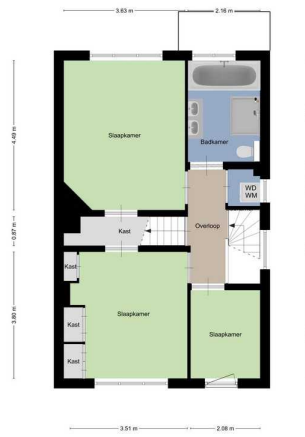 3.63 m
2.16 m
4.49 m
Slaapkamer
Badkamer
WD
WM
0.87 m
Kast
Overloop
Kast
3.80 m
Slaapkamer
Slaapkamer
Kast
Kast
3.51 m
2.08 m